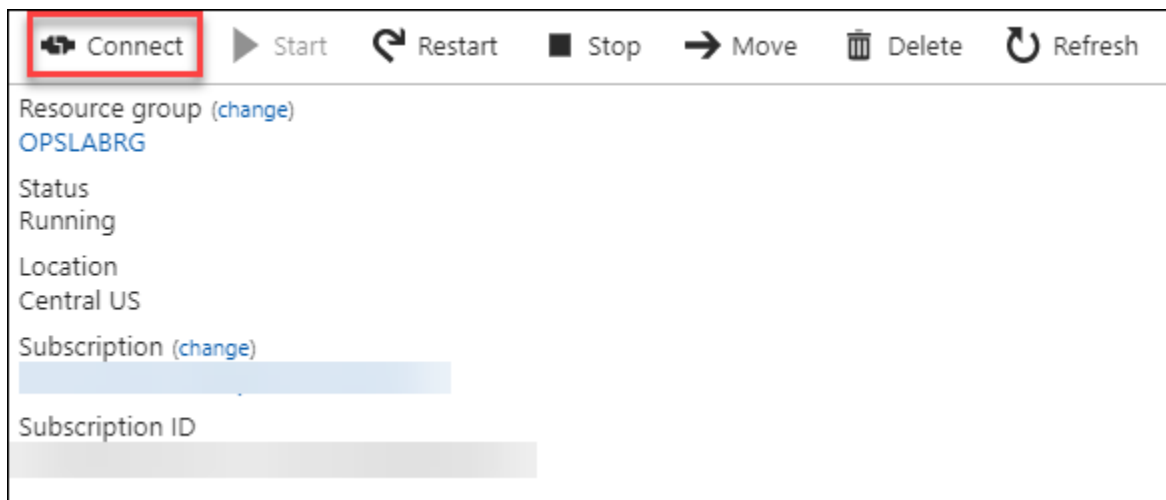 Connect Start Restart Stop Move Delete Refresh
Resource group (change)
OPSLABRG
Status
Running
Location
Central US
Subscription (change)
Subscription ID